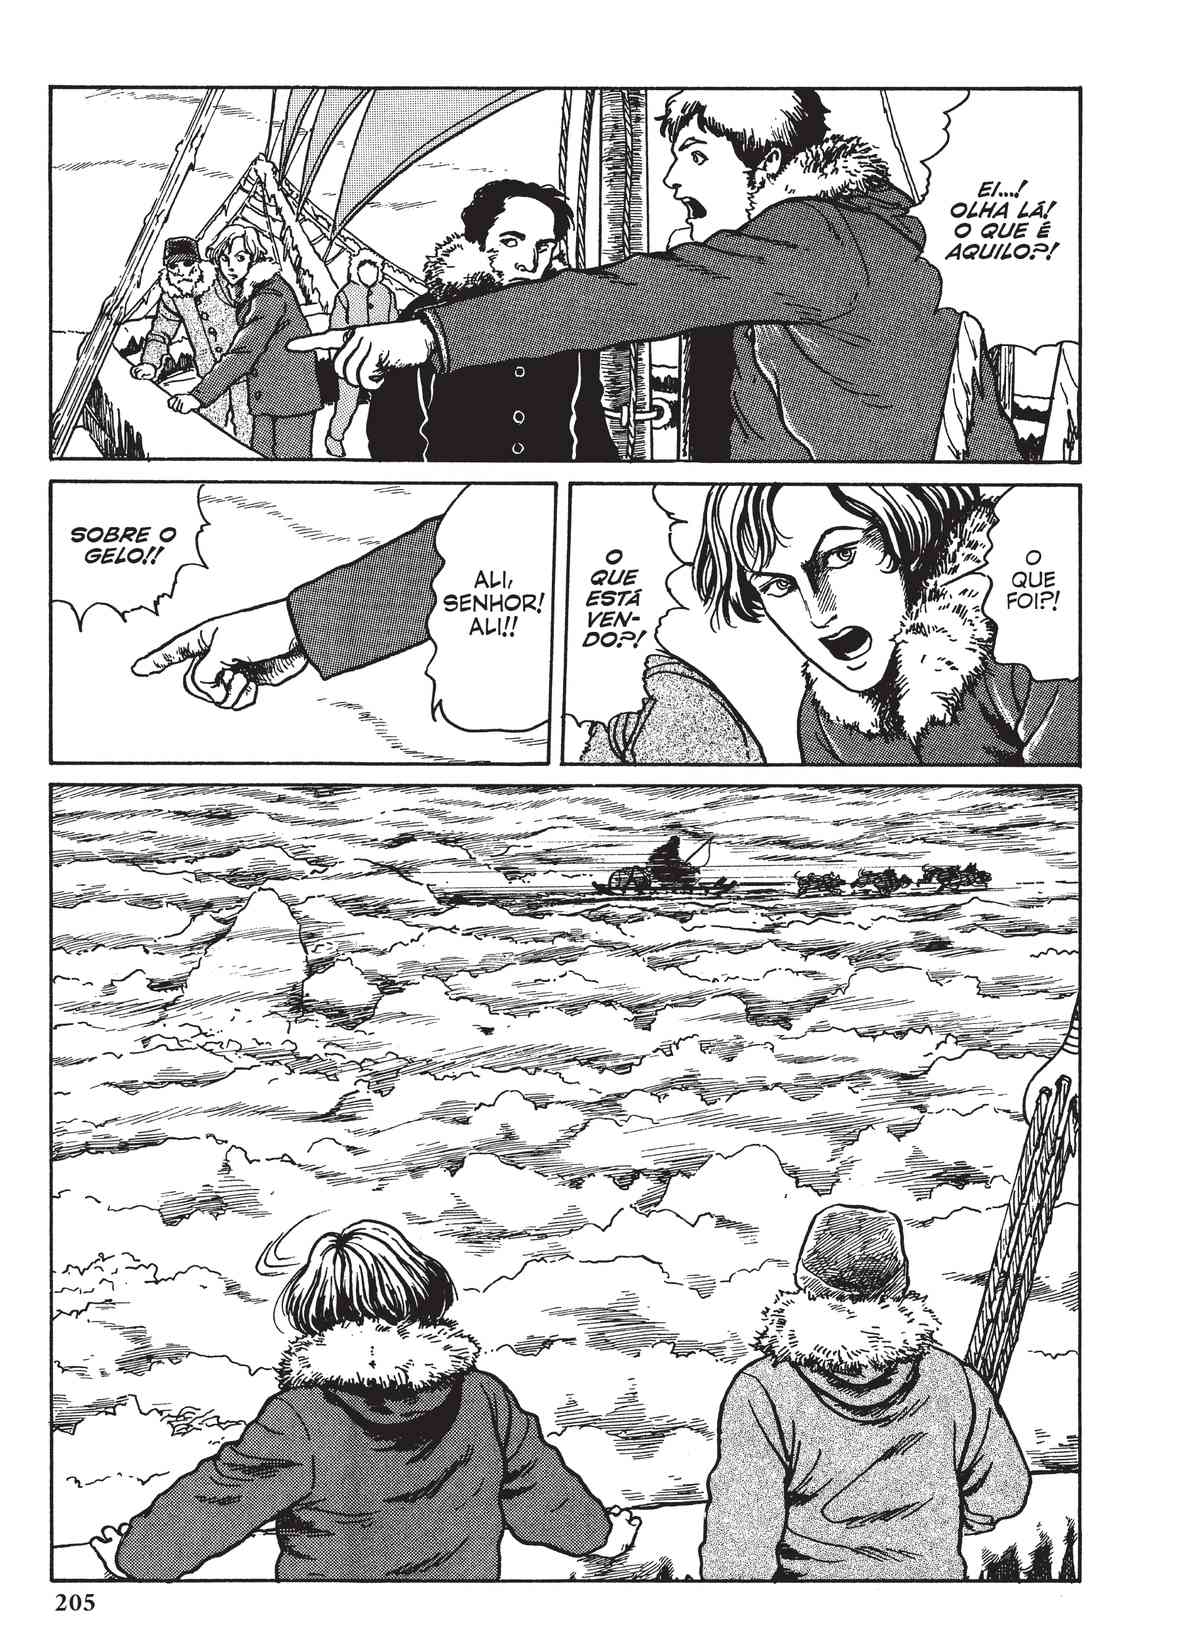 EI...!
OLHA LÁ!
O QUE É
AQUILO?!
O
QUE
FOI?!
O
QUE
ESTÁ
VEN-
DO?!
ALI,
SENHOR!
ALI!!
SOBRE O
GELO!!
205